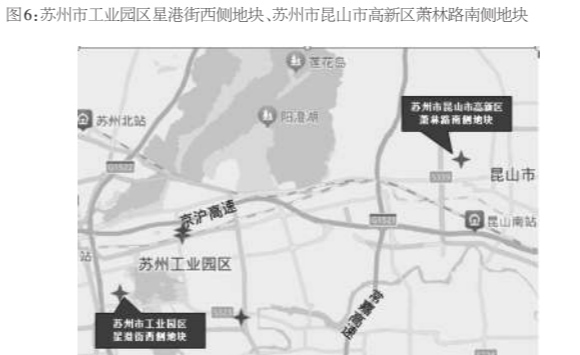 图6:苏州市工业园区星港街西侧地块、苏州市昆山市高新区萧林路南侧地块
莲花岛
苏州市昆山市高新区
萧林路南侧地块
阳澄湖
苏州北站
G1522
S339
昆山市
京沪高速
G1521
昆山南站
站
苏州工业园区
常嘉高速
苏州市工业园区
星港街西侧地块